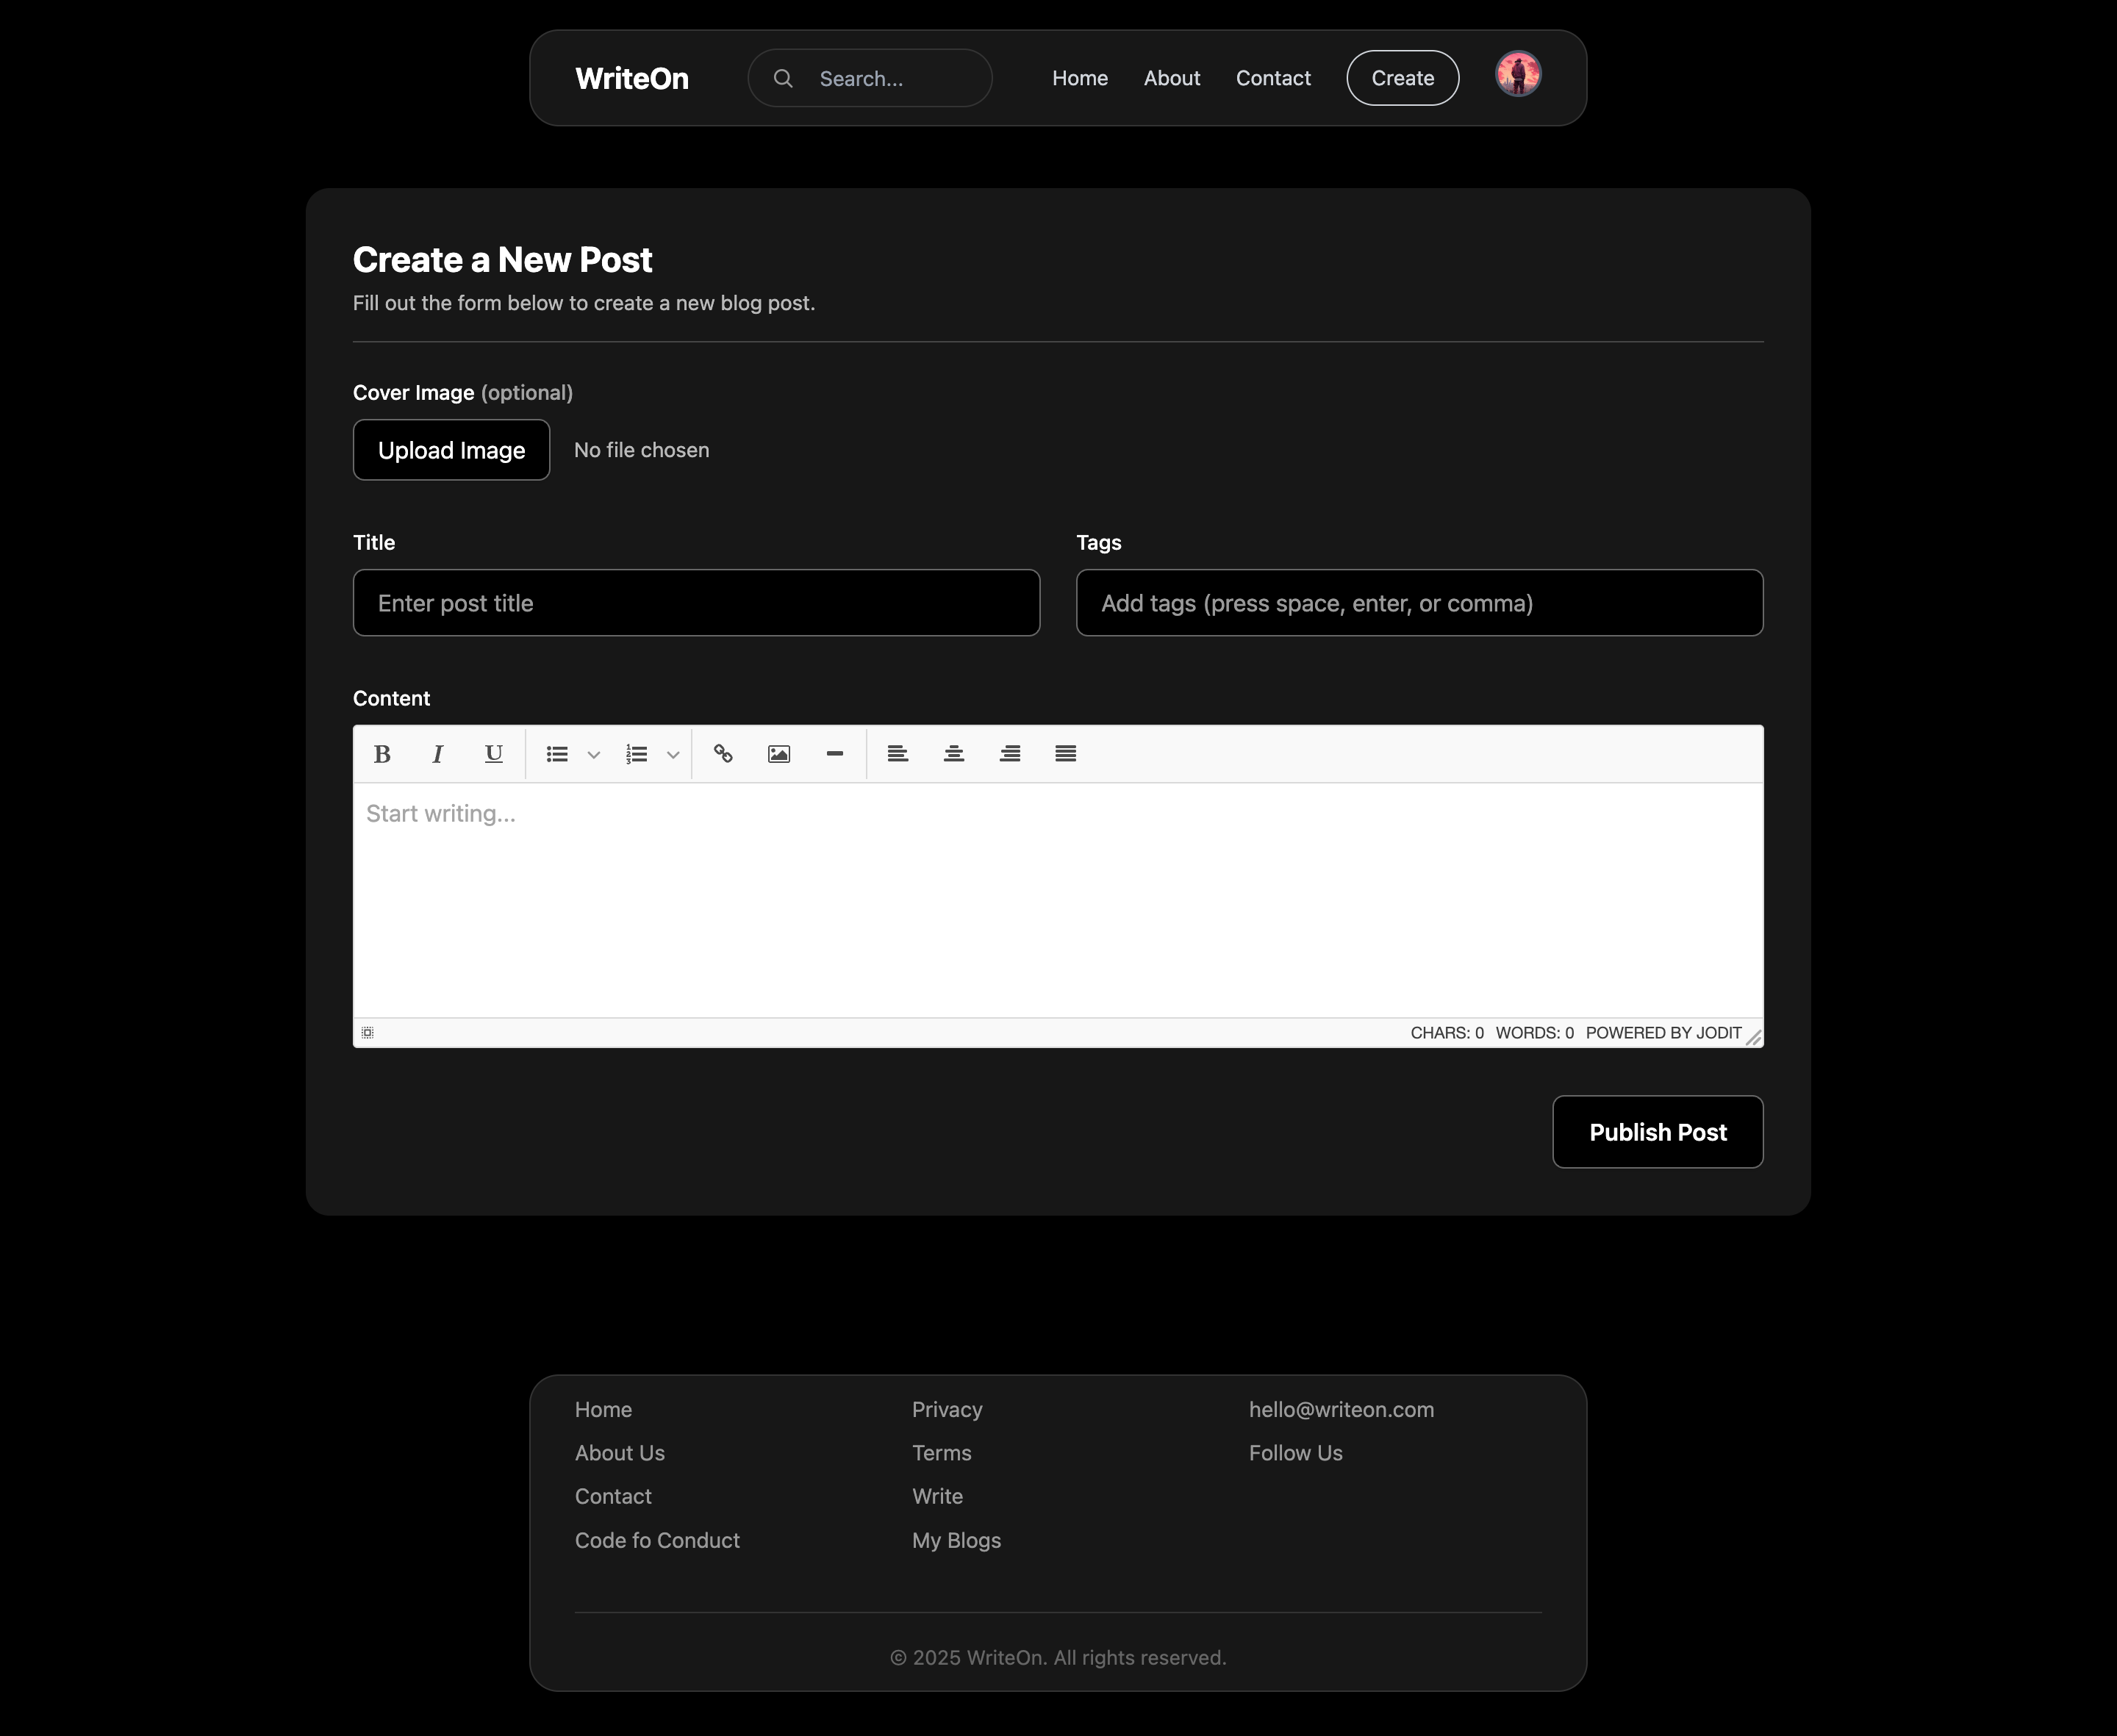 WriteOn
Search...
Home
About
Contact
Create
Create a New Post
Fill out the form below to create a new blog post.
Cover Image (optional)
Upload Image
No file chosen
Title
Tags
Enter post title
Add tags (press space, enter, or comma)
Content
B I U
Start writing...
CHARS: 0 WORDS: 0 POWERED BY JODIT
Publish Post
Home
About Us
Contact
Code fo Conduct
Privacy
Terms
Write
My Blogs
hello@writeon.com
Follow Us
© 2025 WriteOn. All rights reserved.